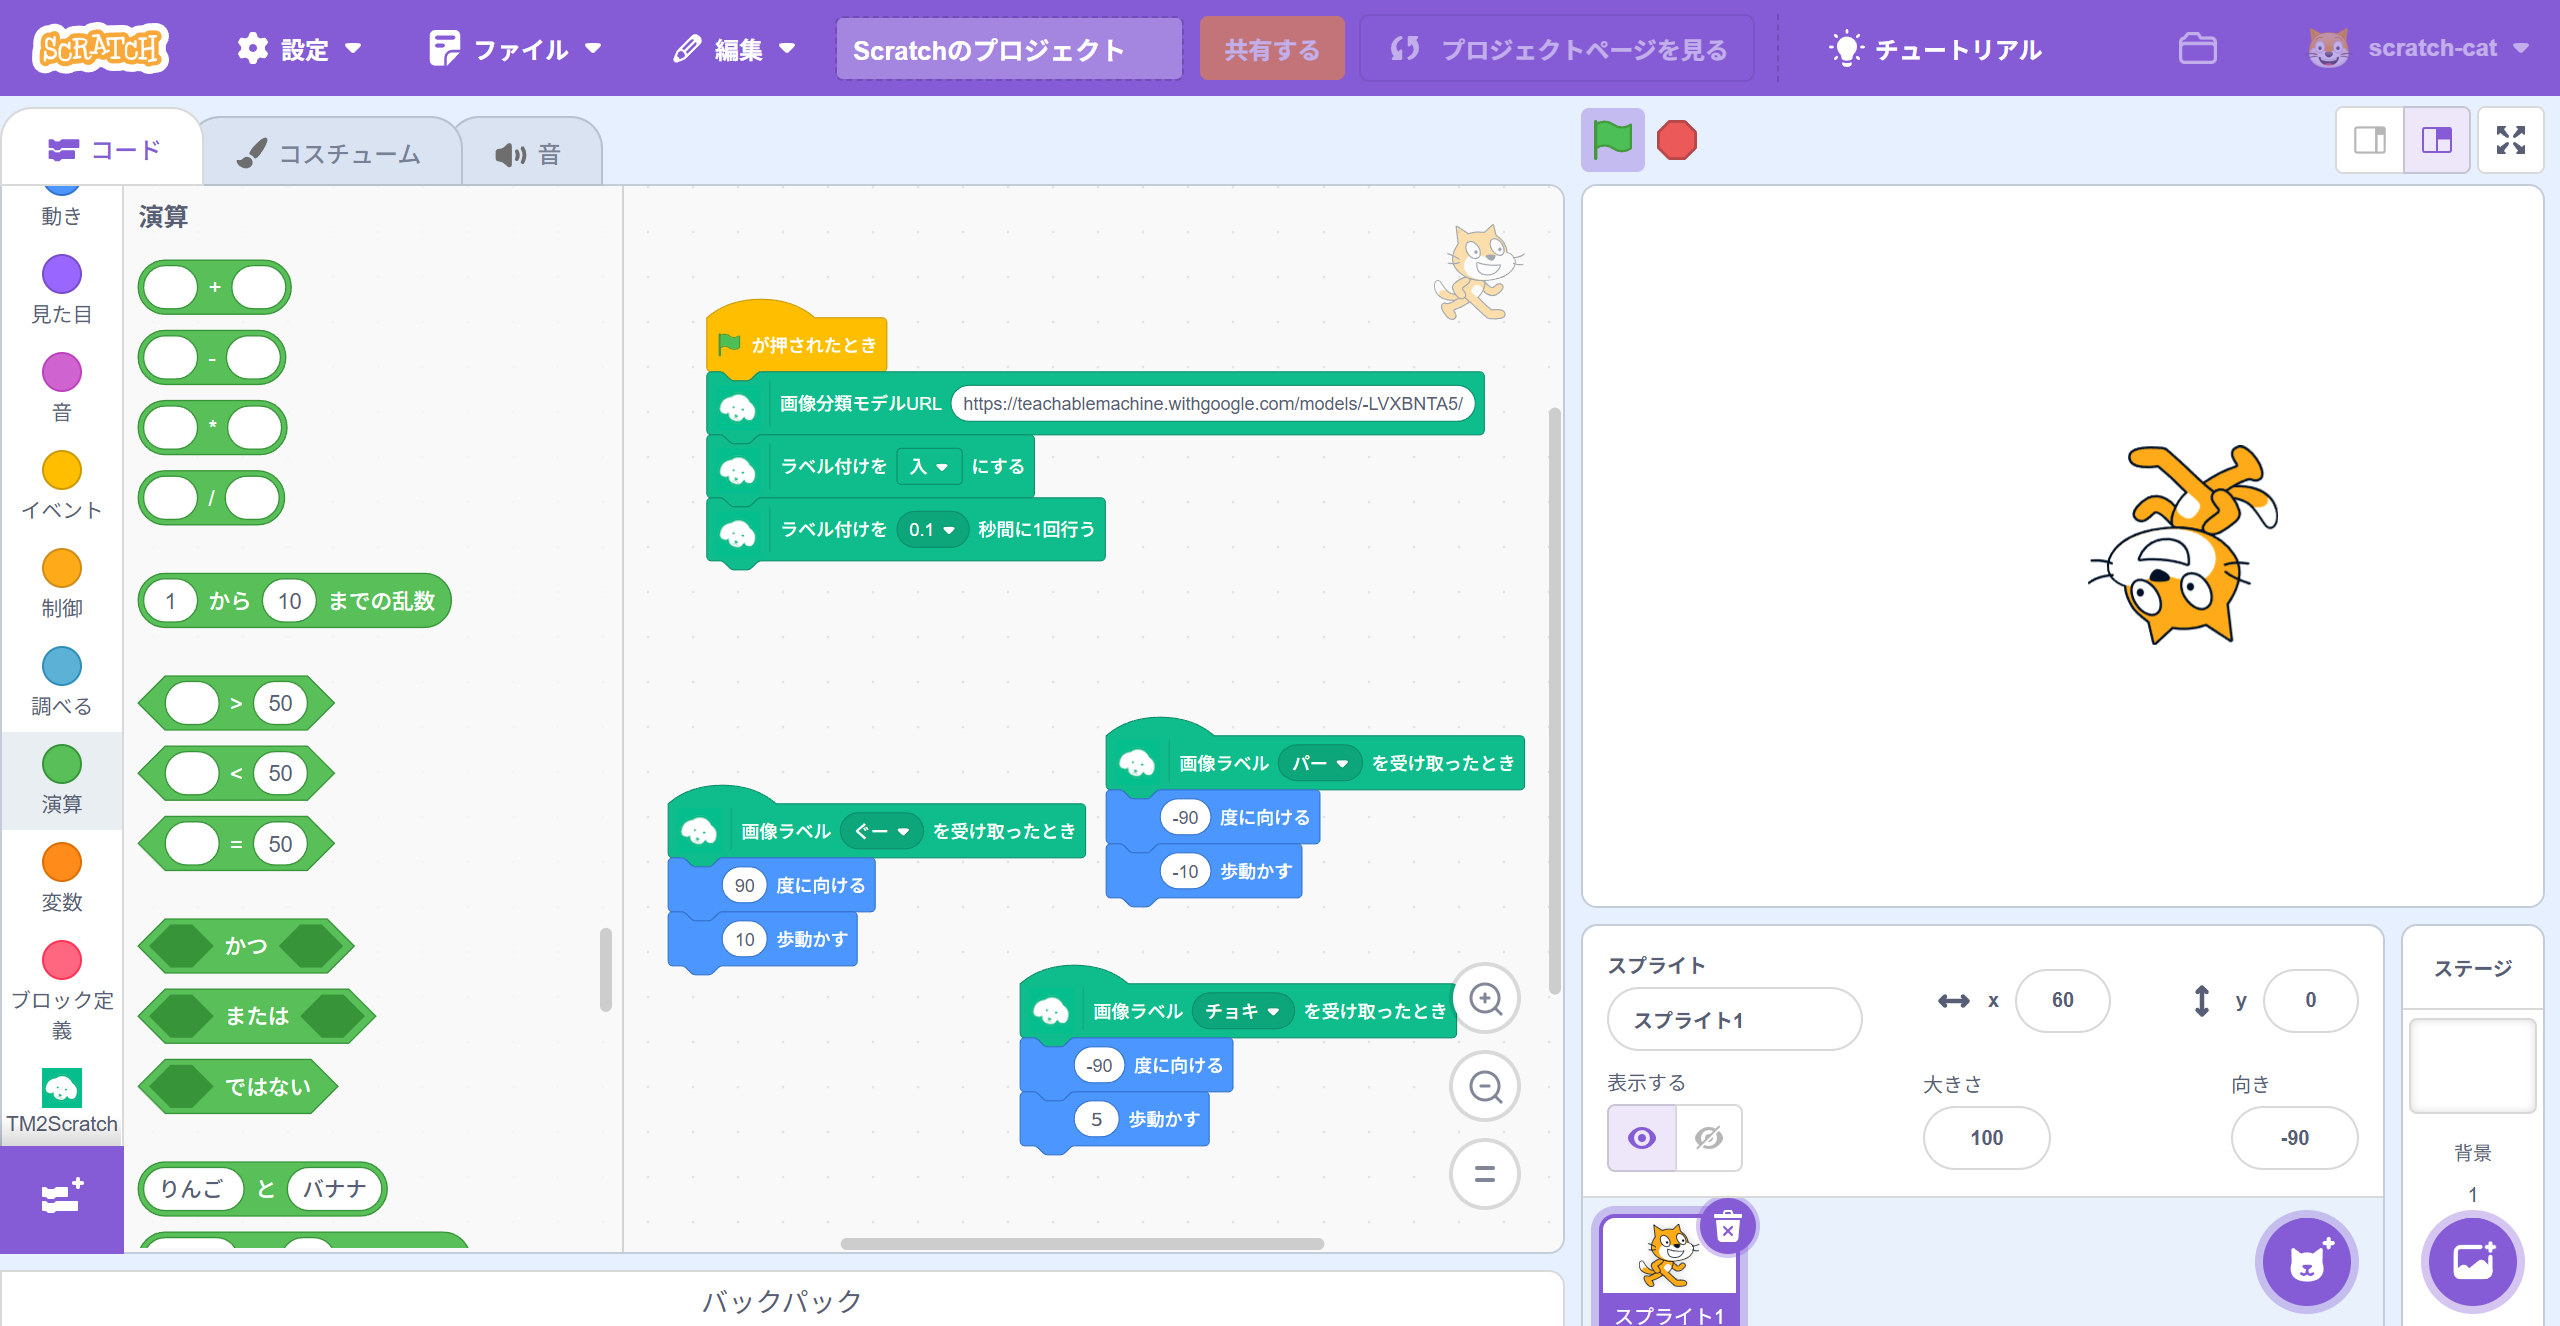 SCRATCH
設定
ファイル
編集
Scratchのプロジェクト
共有する
プロジェクトページを見る
チュートリアル
scratch-cat
コード
コスチューム
音
動き
見た目
音
イベント
制御
調べる
演算
変数
ブロック定
義
TM2Scratch
演算
+
-
*
/
1 から 10 までの乱数
> 50
< 50
= 50
かつ
または
ではない
りんご と バナナ
が押されたとき
画像分類モデルURL https://teachablemachine.withgoogle.com/models/-LVXBNTA5/
ラベル付けを 入 にする
ラベル付けを 0.1 秒間に1回行う
画像ラベル パー を受け取ったとき
-90 度に向ける
-10 歩動かす
画像ラベル ぐー を受け取ったとき
90 度に向ける
10 歩動かす
画像ラベル チョキ を受け取ったとき
-90 度に向ける
5 歩動かす
バックパック
スプライト
スプライト1
x 60
y 0
表示する
大きさ
100
向き
-90
スプライト1
ステージ
背景
1